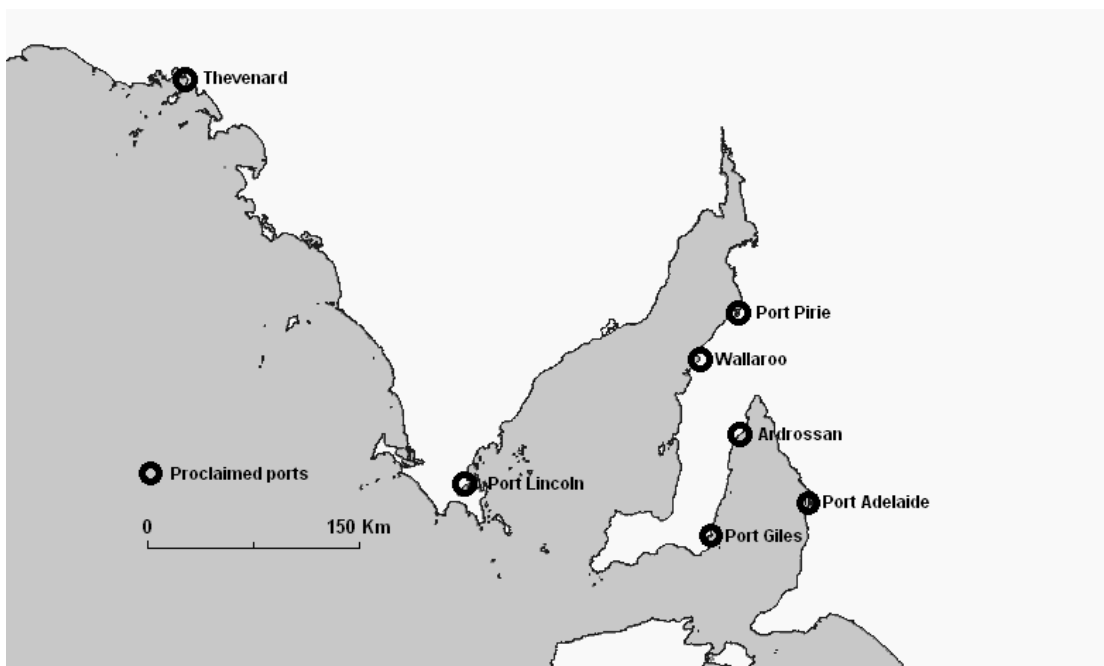 Thevenard
Port Pirie
Wallaroo
Ardrossan
Proclaimed ports
Port Lincoln
Port Adelaide
0 150 Km
Port Giles